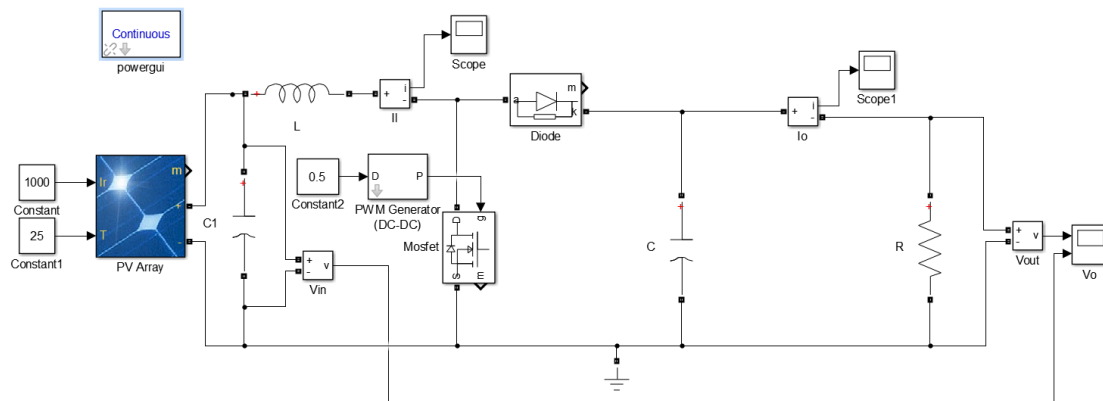 Continuous
powergui
Scope
i
+
-
Il
L
a
m
k
Diode
i
+
-
Io
Scope1
1000
Constant
25
Constant1
Ir
T
m
+
-
PV Array
C1
0.5
Constant2
D
P
PWM Generator
(DC-DC)
Mosfet
D
g
S
m
+
-
v
Vin
C
R
+
-
v
Vout
Vo